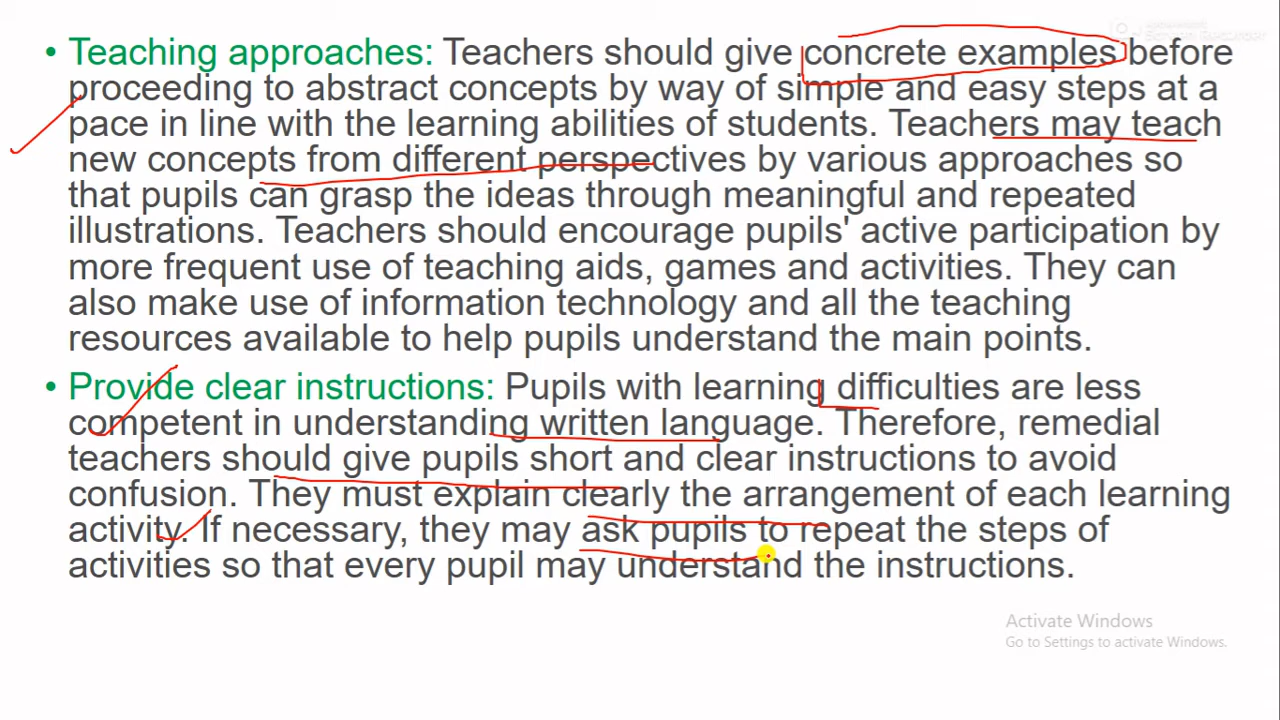 • Teaching approaches: Teachers should give concrete examples before
proceeding to abstract concepts by way of simple and easy steps at a
pace in line with the learning abilities of students. Teachers may teach
new concepts from different perspectives by various approaches so
that pupils can grasp the ideas through meaningful and repeated
illustrations. Teachers should encourage pupils' active participation by
more frequent use of teaching aids, games and activities. They can
also make use of information technology and all the teaching
resources available to help pupils understand the main points.
• Provide clear instructions: Pupils with learning difficulties are less
competent in understanding written language. Therefore, remedial
teachers should give pupils short and clear instructions to avoid
confusion. They must explain clearly the arrangement of each learning
activity. If necessary, they may ask pupils to repeat the steps of
activities so that every pupil may understand the instructions.
Activate Windows
Go to Settings to activate Windows.